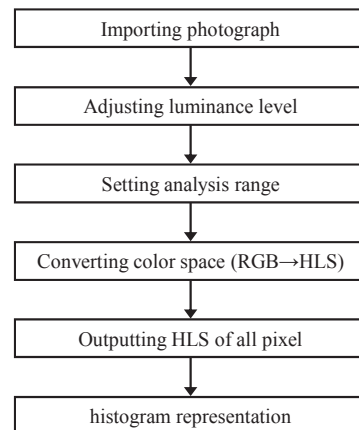 Importing photograph
Adjusting luminance level
Setting analysis range
Converting color space (RGB→HLS)
Outputting HLS of all pixel
histogram representation